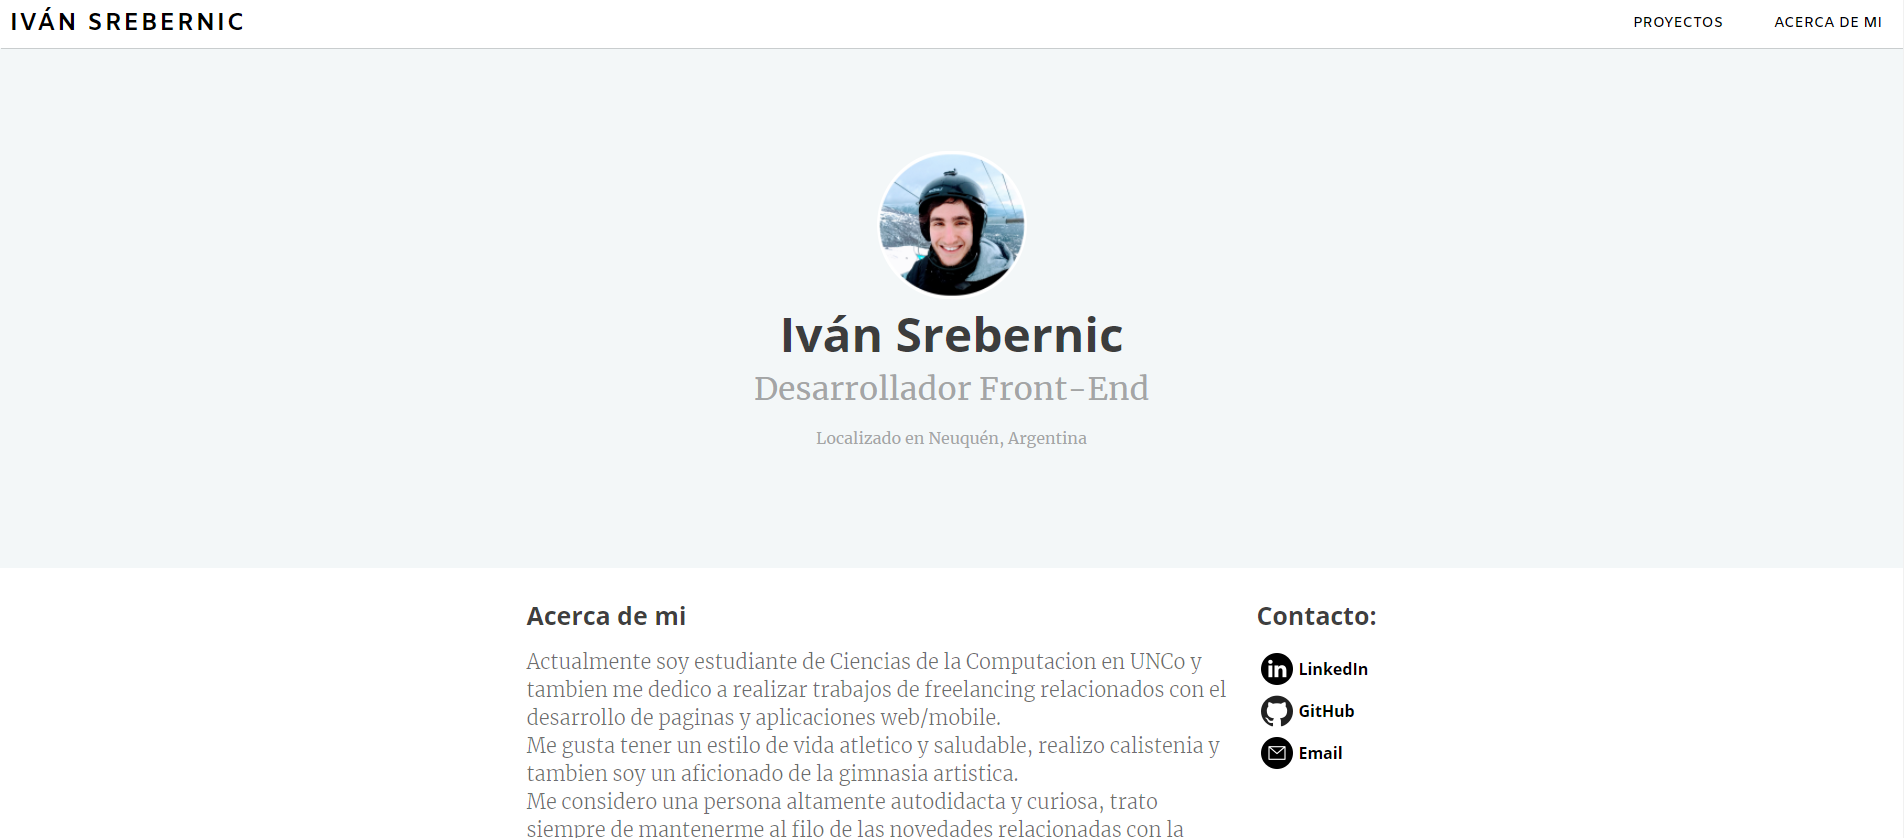 IVÁN SREBERNIC
PROYECTOS
ACERCA DE MI
Iván Srebernic
Desarrollador Front-End
Localizado en Neuquén, Argentina
Acerca de mi
Actualmente soy estudiante de Ciencias de la Computacion en UNCo y
tambien me dedico a realizar trabajos de freelancing relacionados con el
desarrollo de paginas y aplicaciones web/mobile.
Me gusta tener un estilo de vida atletico y saludable, realizo calistenia y
tambien soy un aficionado de la gimnasia artistica.
Me considero una persona altamente autodidacta y curiosa, trato
siempre de mantenerme al filo de las novedades relacionadas con la
Contacto:
LinkedIn
GitHub
Email